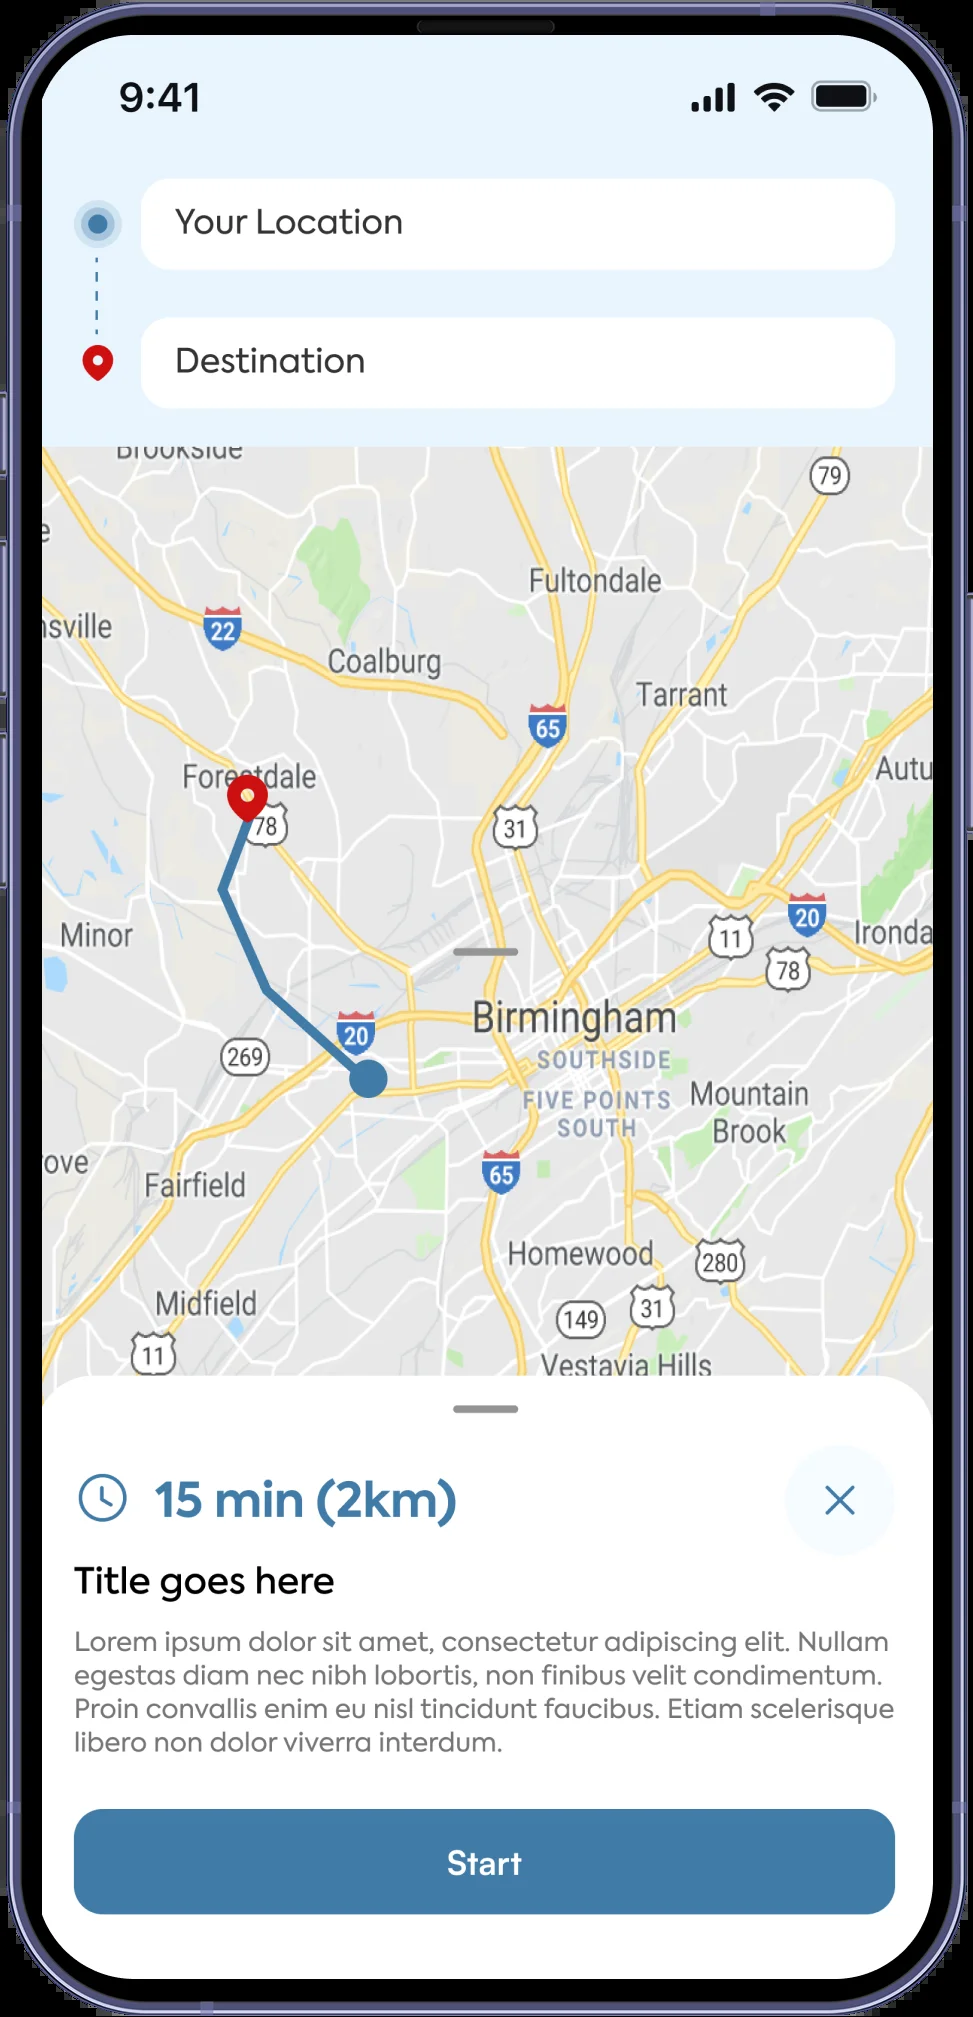 9:41
Your Location
Destination
Brookside
79
e
Fultondale
nsville
22
Coalburg
Tarrant
65
Autu
Forestdale
78
31
20
Minor
11
Ironda
78
Birmingham
20
269
SOUTHSIDE
FIVE POINTS
SOUTH
Mountain
Brook
ove
65
Fairfield
Homewood
280
Midfield
31
149
11
Vestavia Hills
15 min (2km)
Title goes here
Lorem ipsum dolor sit amet, consectetur adipiscing elit. Nullam
egestas diam nec nibh lobortis, non finibus velit condimentum.
Proin convallis enim eu nisl tincidunt faucibus. Etiam scelerisque
libero non dolor viverra interdum.
Start